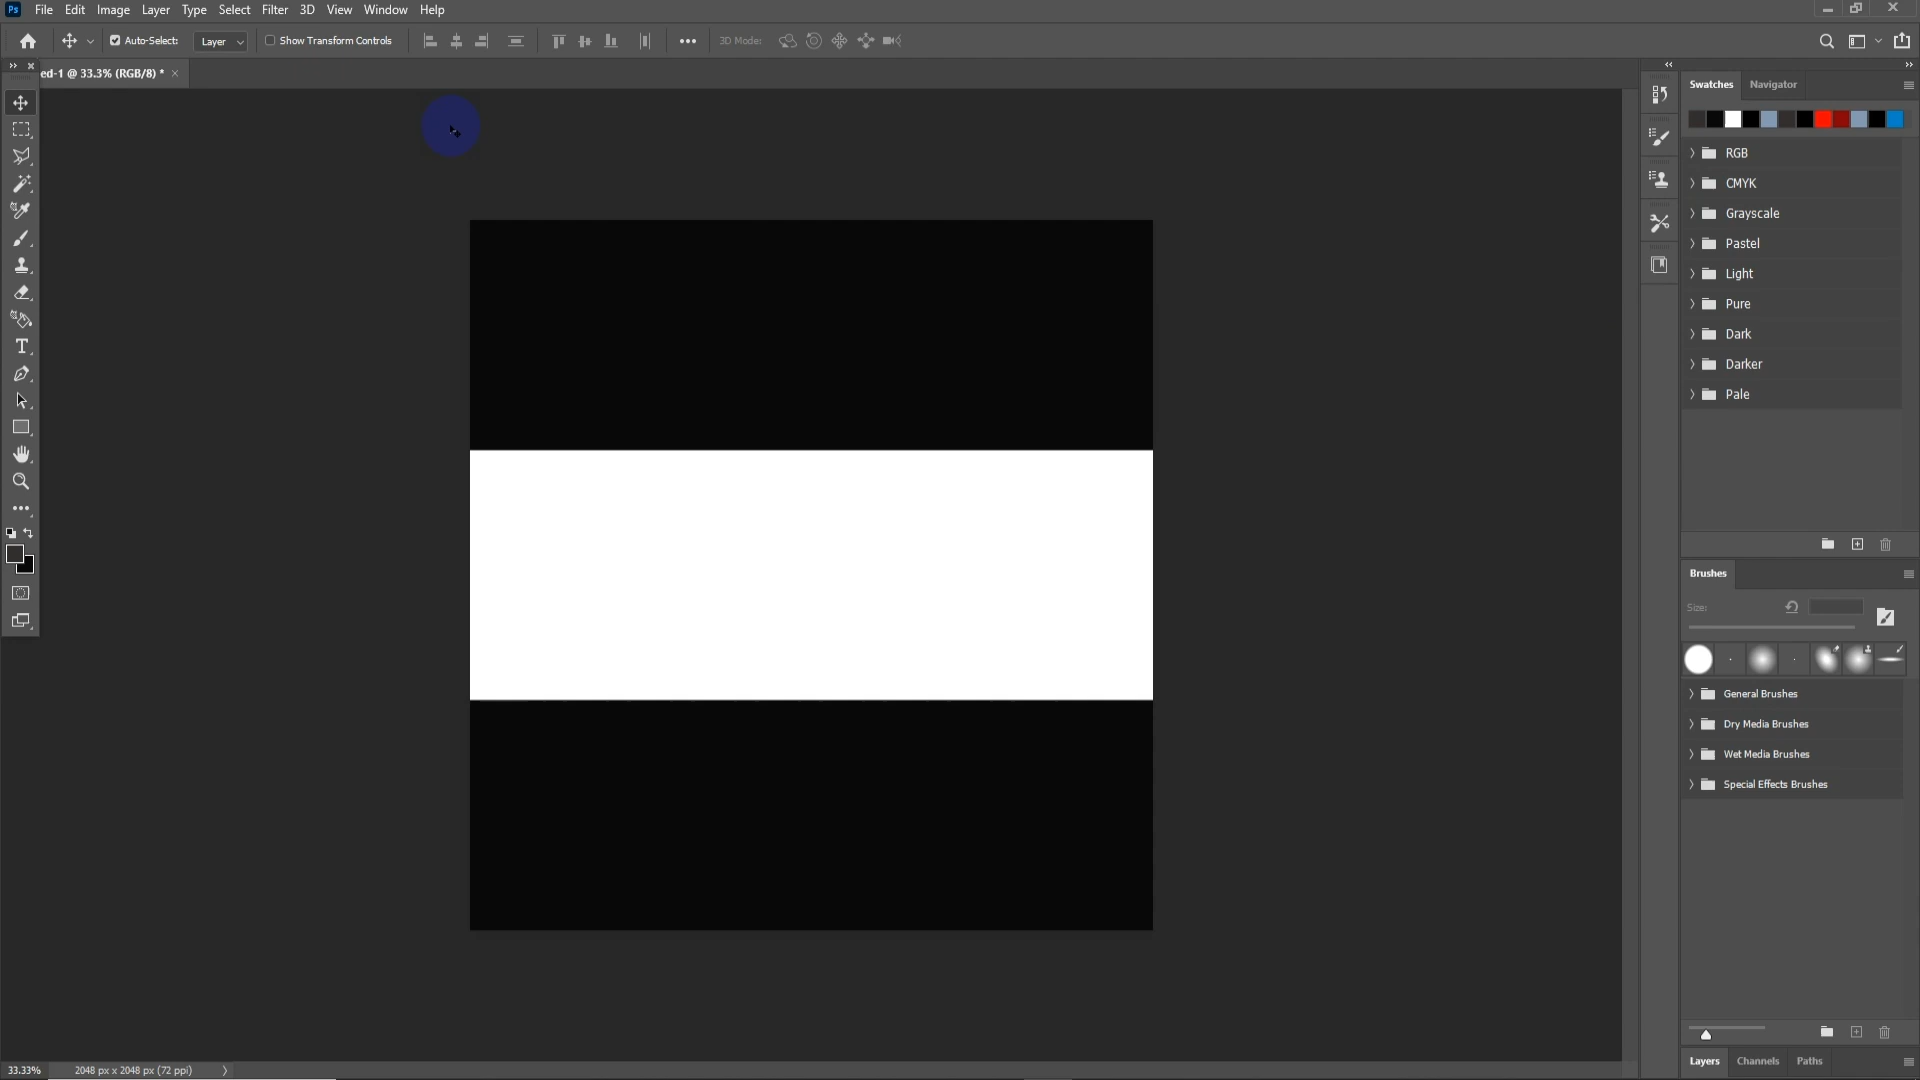 Ps File Edit Image Layer Type Select Filter 3D View Window Help
Auto-Select: Layer Show Transform Controls 3D Mode:
ed-1 @ 33.3% (RGB/8) *
Swatches Navigator
RGB
CMYK
Grayscale
Pastel
Light
Pure
Dark
Darker
Pale
Brushes
Size:
General Brushes
Dry Media Brushes
Wet Media Brushes
Special Effects Brushes
Layers Channels Paths
33.33% 2048 px x 2048 px (72 ppi)